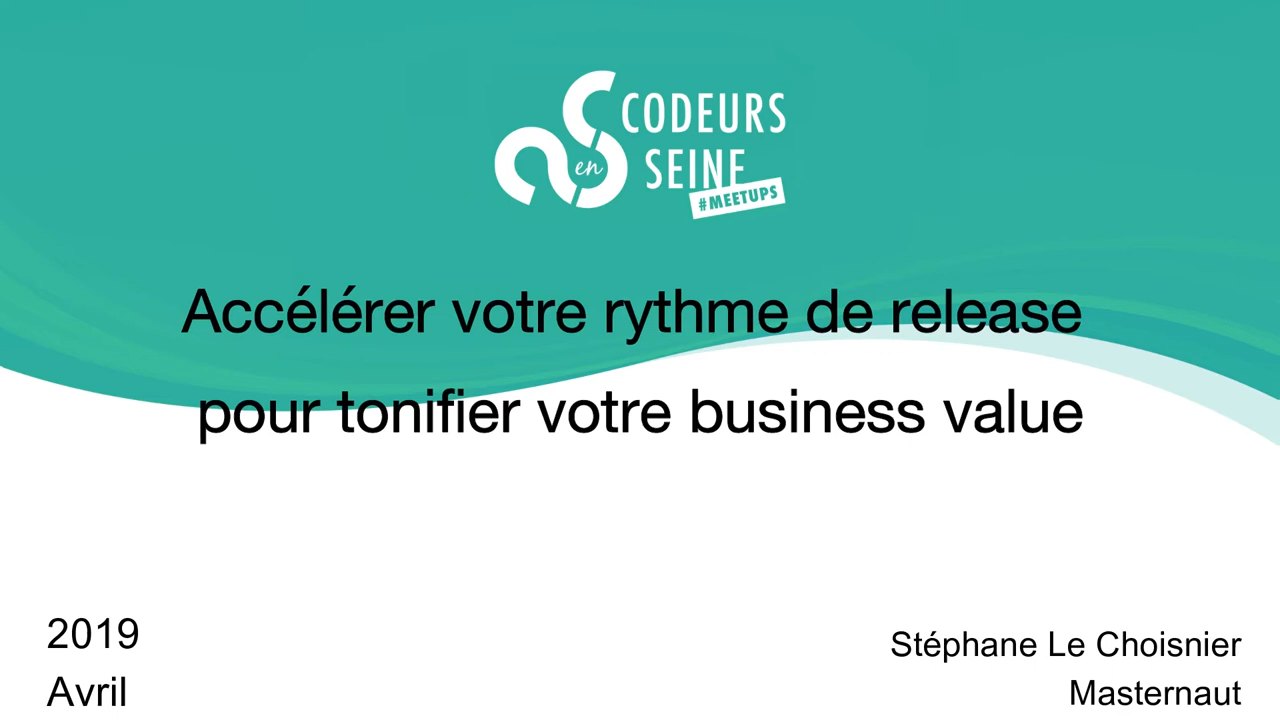 CODEURS
en
SEINE
#MEETUPS
Accélérer votre rythme de release
pour tonifier votre business value
2019
Avril
Stéphane Le Choisnier
Masternaut